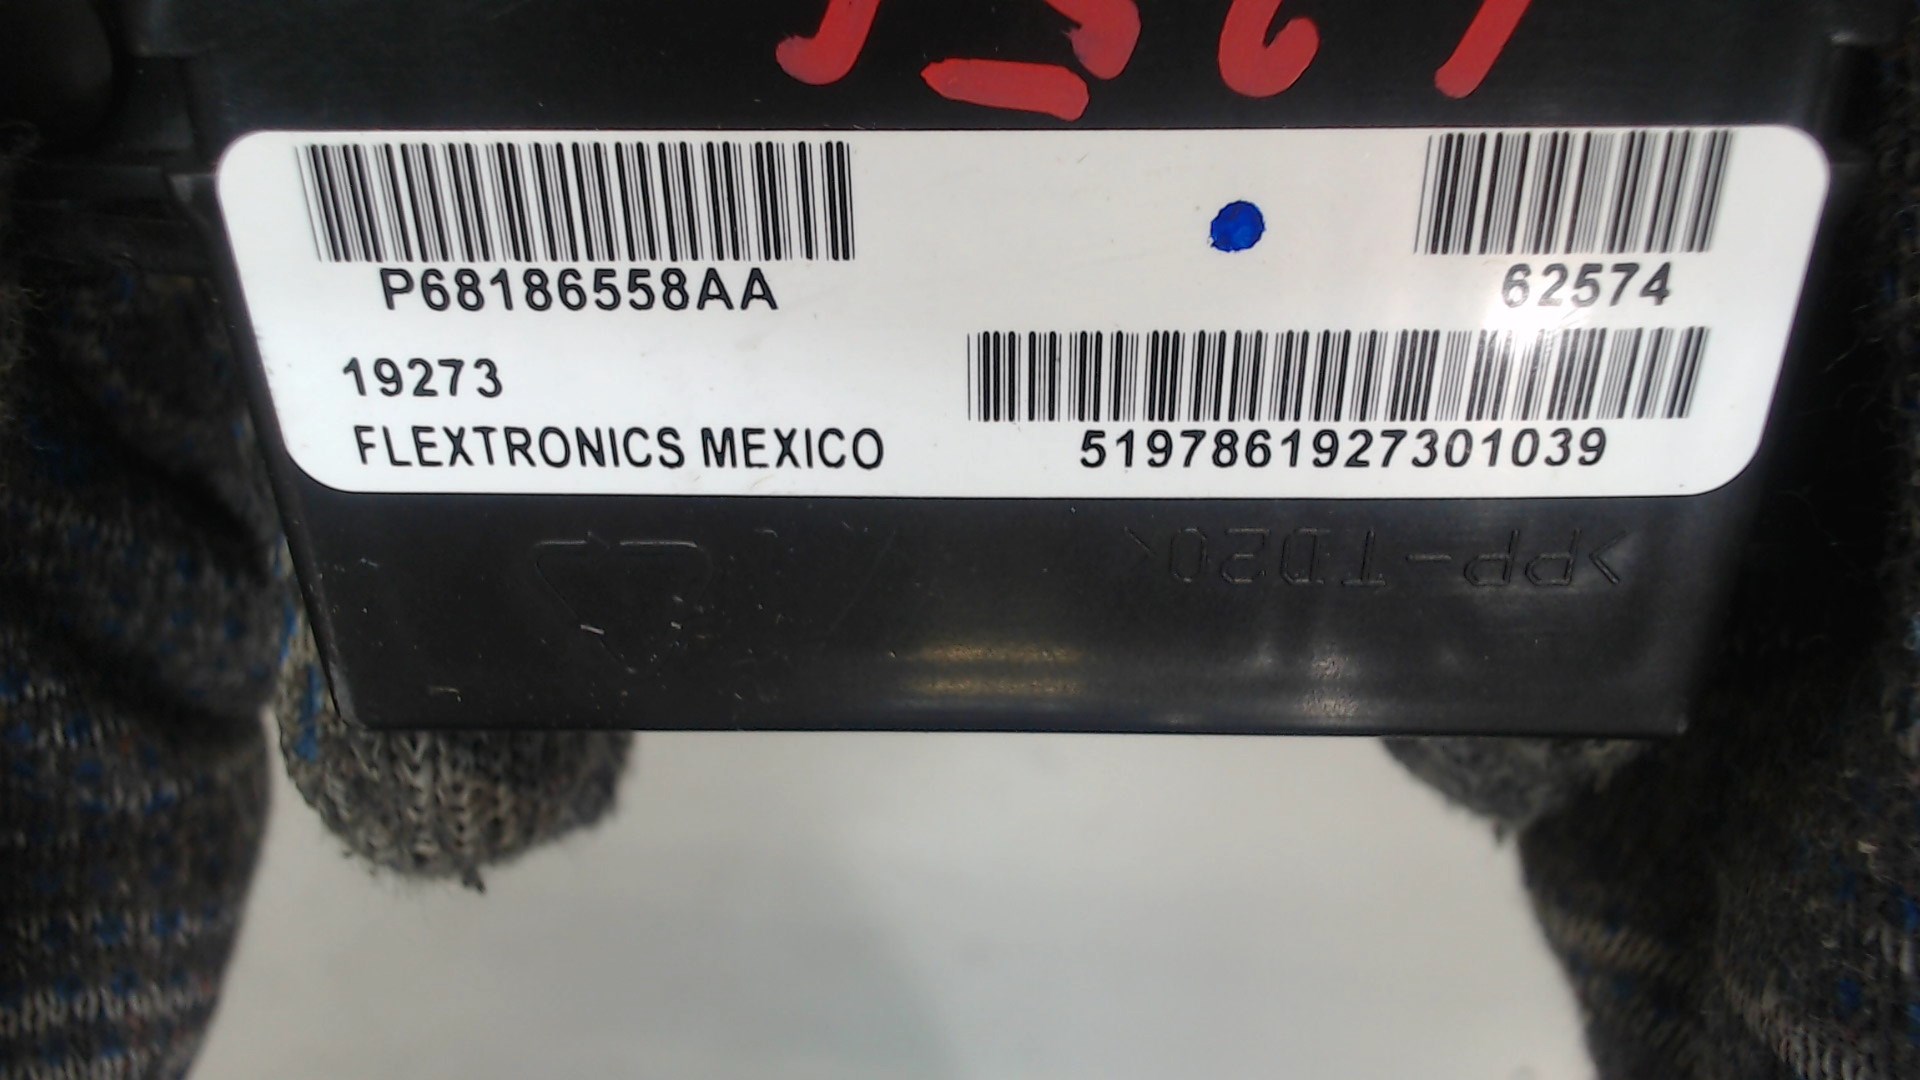 P68186558AA
62574
19273
FLEXTRONICS MEXICO
5197861927301039
>PP-TD20<